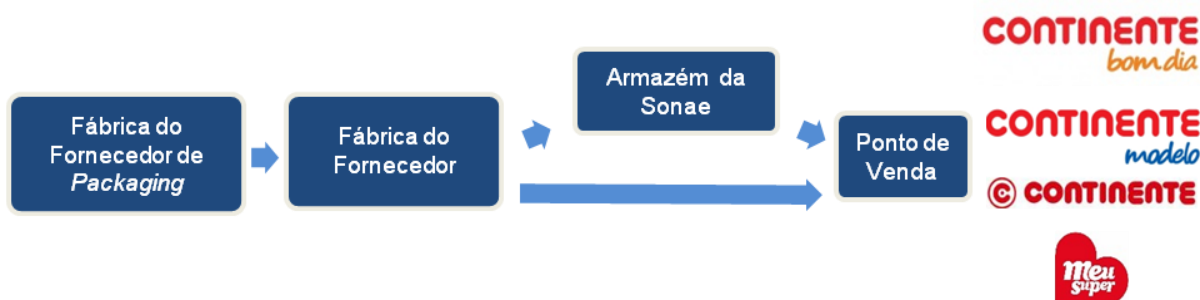 Fábrica do
Fornecedor de
Packaging
Fábrica do
Fornecedor
Armazém da
Sonae
Ponto de
Venda
CONTINENTE
bom dia
CONTINENTE
modelo
C CONTINENTE
meu
super